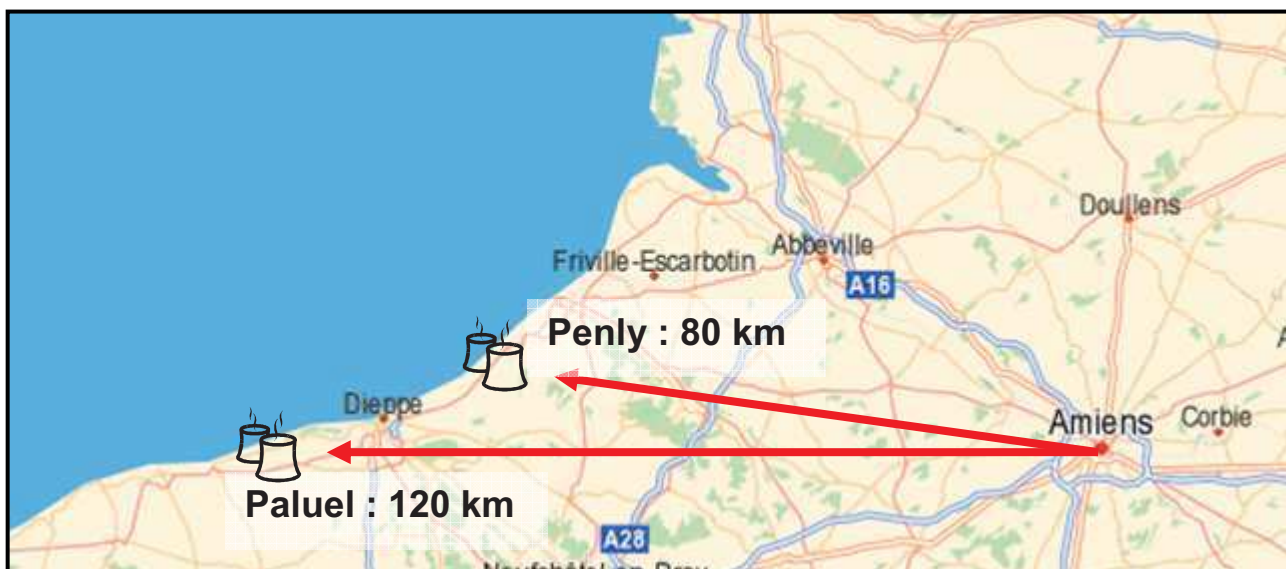 Doullens
Abbeville
Friville-Escarbotin
A16
Penly : 80 km
Dieppe
Amiens
Corbie
Paluel : 120 km
A28